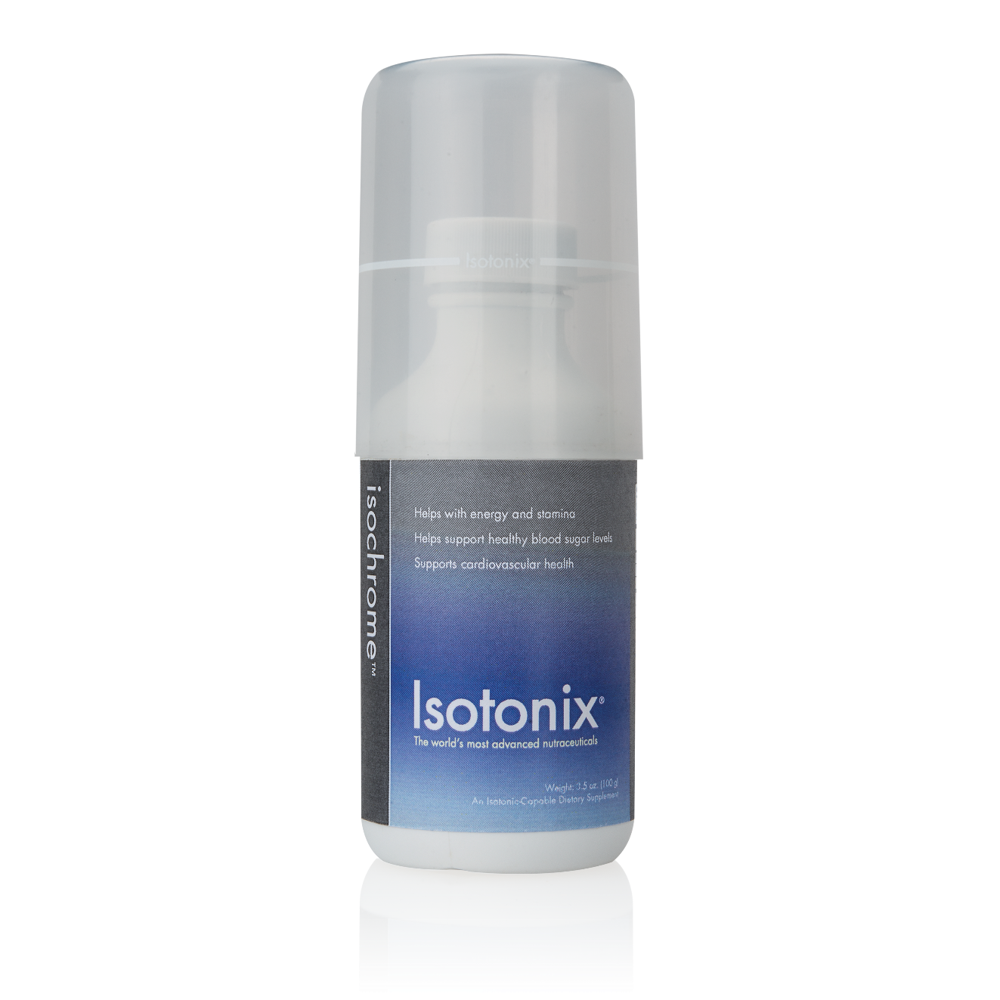 Isotonix®
isochrome™
Helps with energy and stamina
Helps support healthy blood sugar levels
Supports cardiovascular health
Isotonix®
The world's most advanced nutraceuticals
Weight: 3.5 oz. (100 g)
An Isotonic-Capable Dietary Supplement